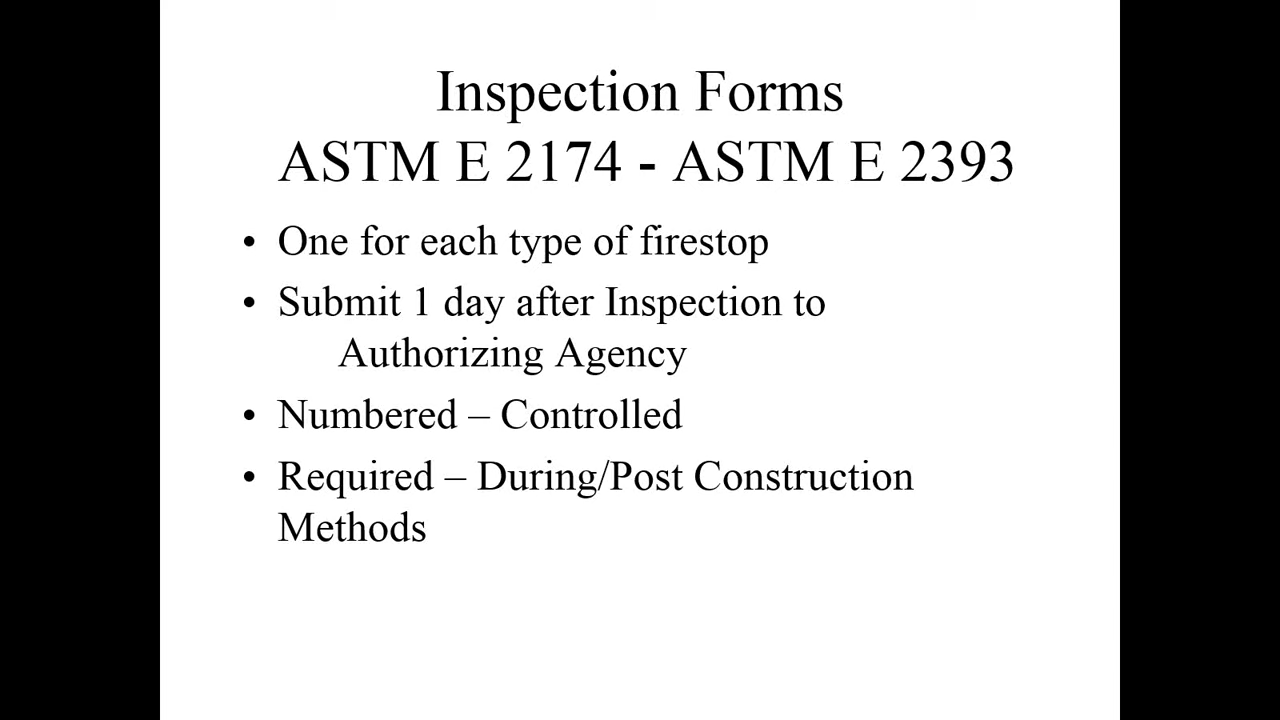 Inspection Forms
ASTM E 2174 - ASTM E 2393
• One for each type of firestop
• Submit 1 day after Inspection to
Authorizing Agency
• Numbered – Controlled
• Required – During/Post Construction
Methods